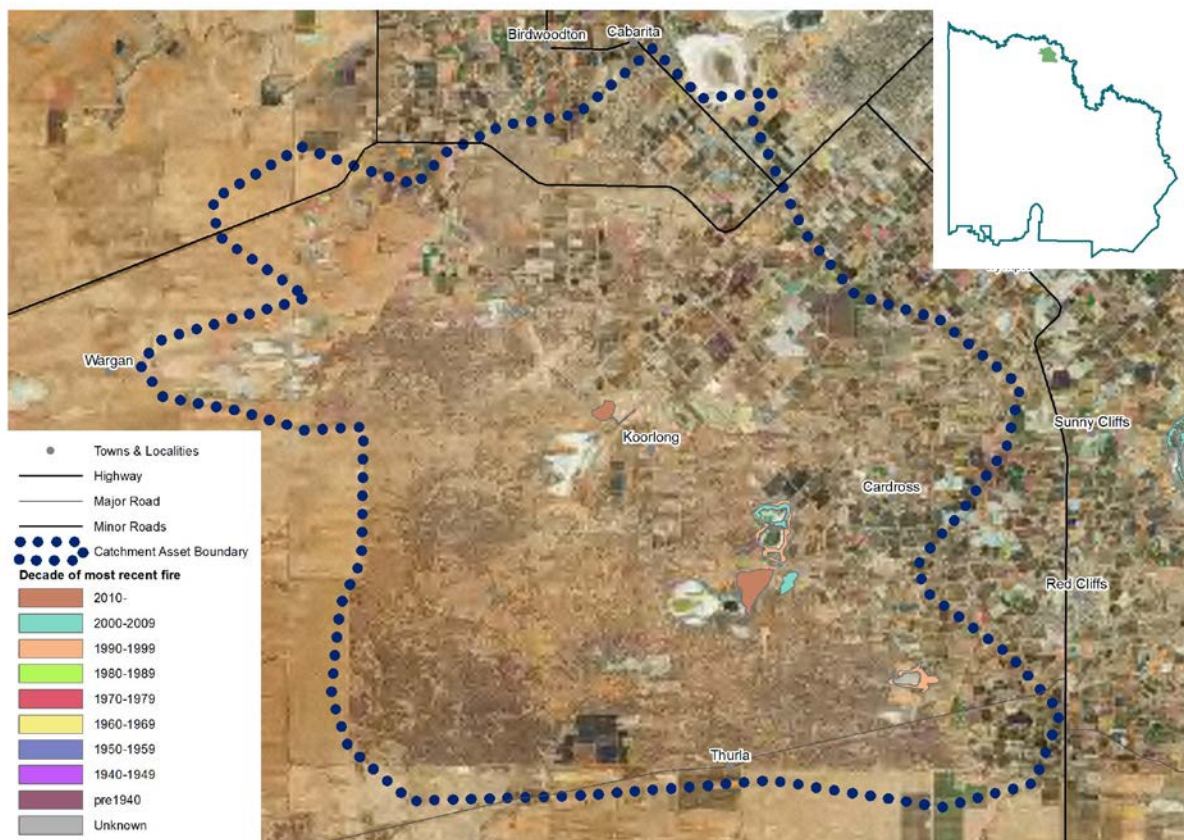 Birdwoodton
Cabarita
Wargan
Koorlong
Sunny Cliffs
Cardross
Red Cliffs
Thurla
Towns & Localities
Highway
Major Road
Minor Roads
Catchment Asset Boundary
Decade of most recent fire
2010-
2000-2009
1990-1999
1980-1989
1970-1979
1960-1969
1950-1959
1940-1949
pre1940
Unknown